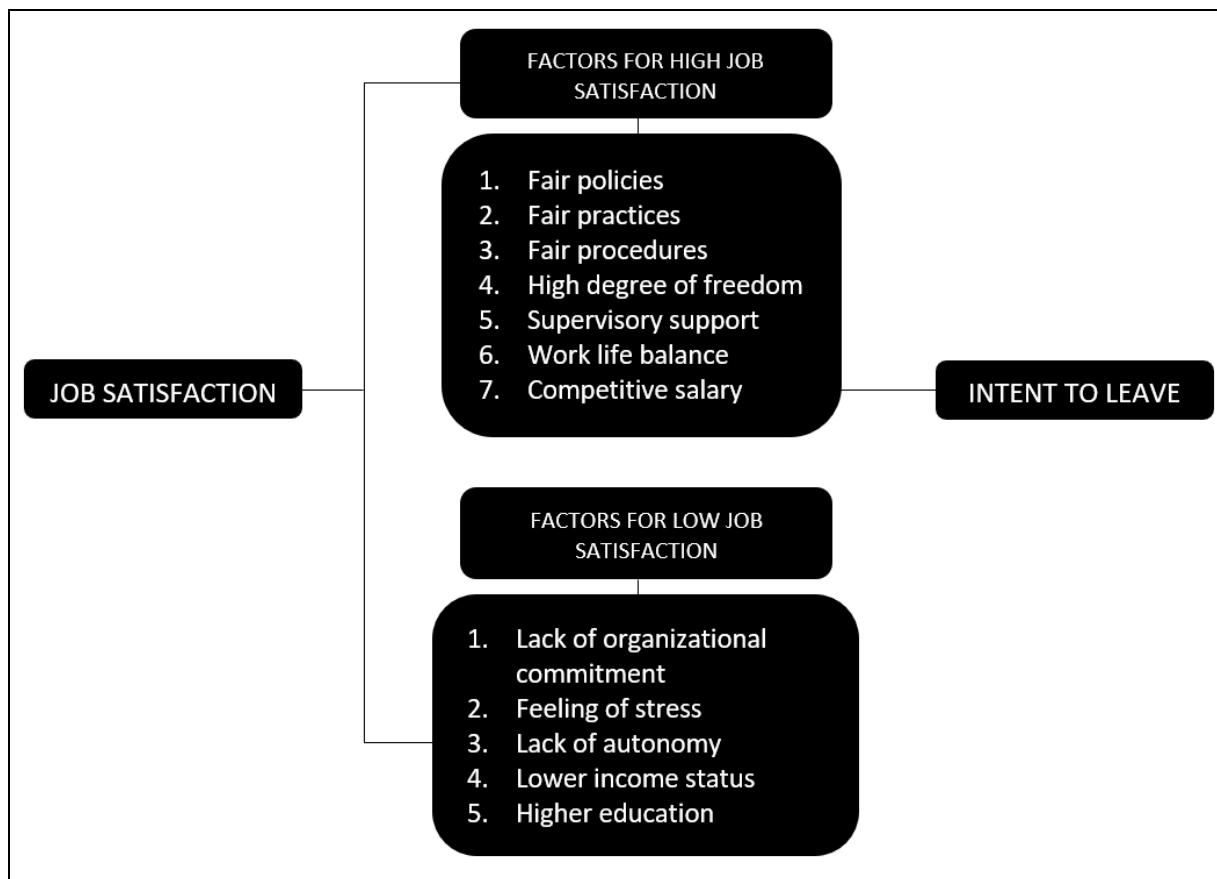 FACTORS FOR HIGH JOB
SATISFACTION
1. Fair policies
2. Fair practices
3. Fair procedures
4. High degree of freedom
5. Supervisory support
6. Work life balance
7. Competitive salary
JOB SATISFACTION
INTENT TO LEAVE
FACTORS FOR LOW JOB
SATISFACTION
1. Lack of organizational
commitment
2. Feeling of stress
3. Lack of autonomy
4. Lower income status
5. Higher education